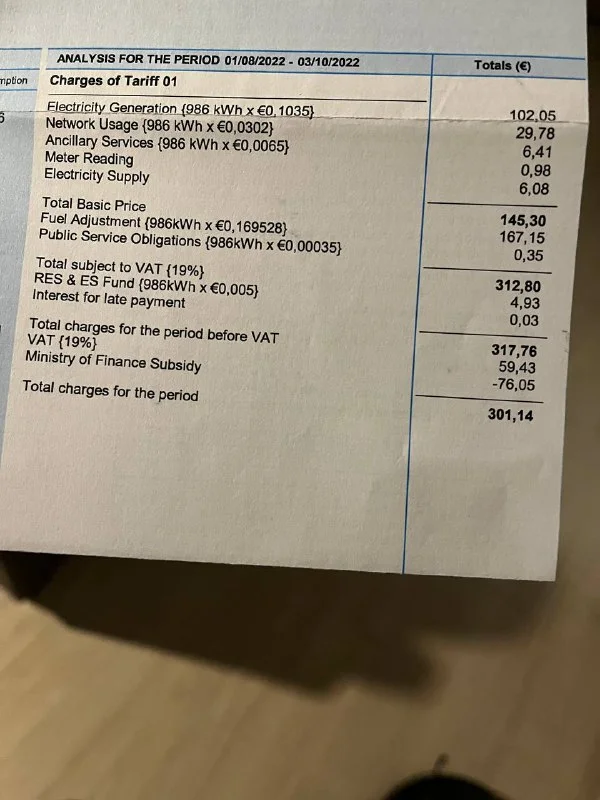 ANALYSIS FOR THE PERIOD 01/08/2022 - 03/10/2022 Totals (€)
Charges of Tariff 01
Electricity Generation {986 kWh x €0,1035} 102,05
Network Usage {986 kWh x €0,0302} 29,78
Ancillary Services {986 kWh x €0,0065} 6,41
Meter Reading 0,98
Electricity Supply 6,08
Total Basic Price 145,30
Fuel Adjustment {986kWh x €0,169528} 167,15
Public Service Obligations {986kWh x €0,00035} 0,35
Total subject to VAT {19%} 312,80
RES & ES Fund {986kWh x €0,005} 4,93
Interest for late payment 0,03
Total charges for the period before VAT 317,76
VAT {19%} 59,43
Ministry of Finance Subsidy -76,05
Total charges for the period 301,14